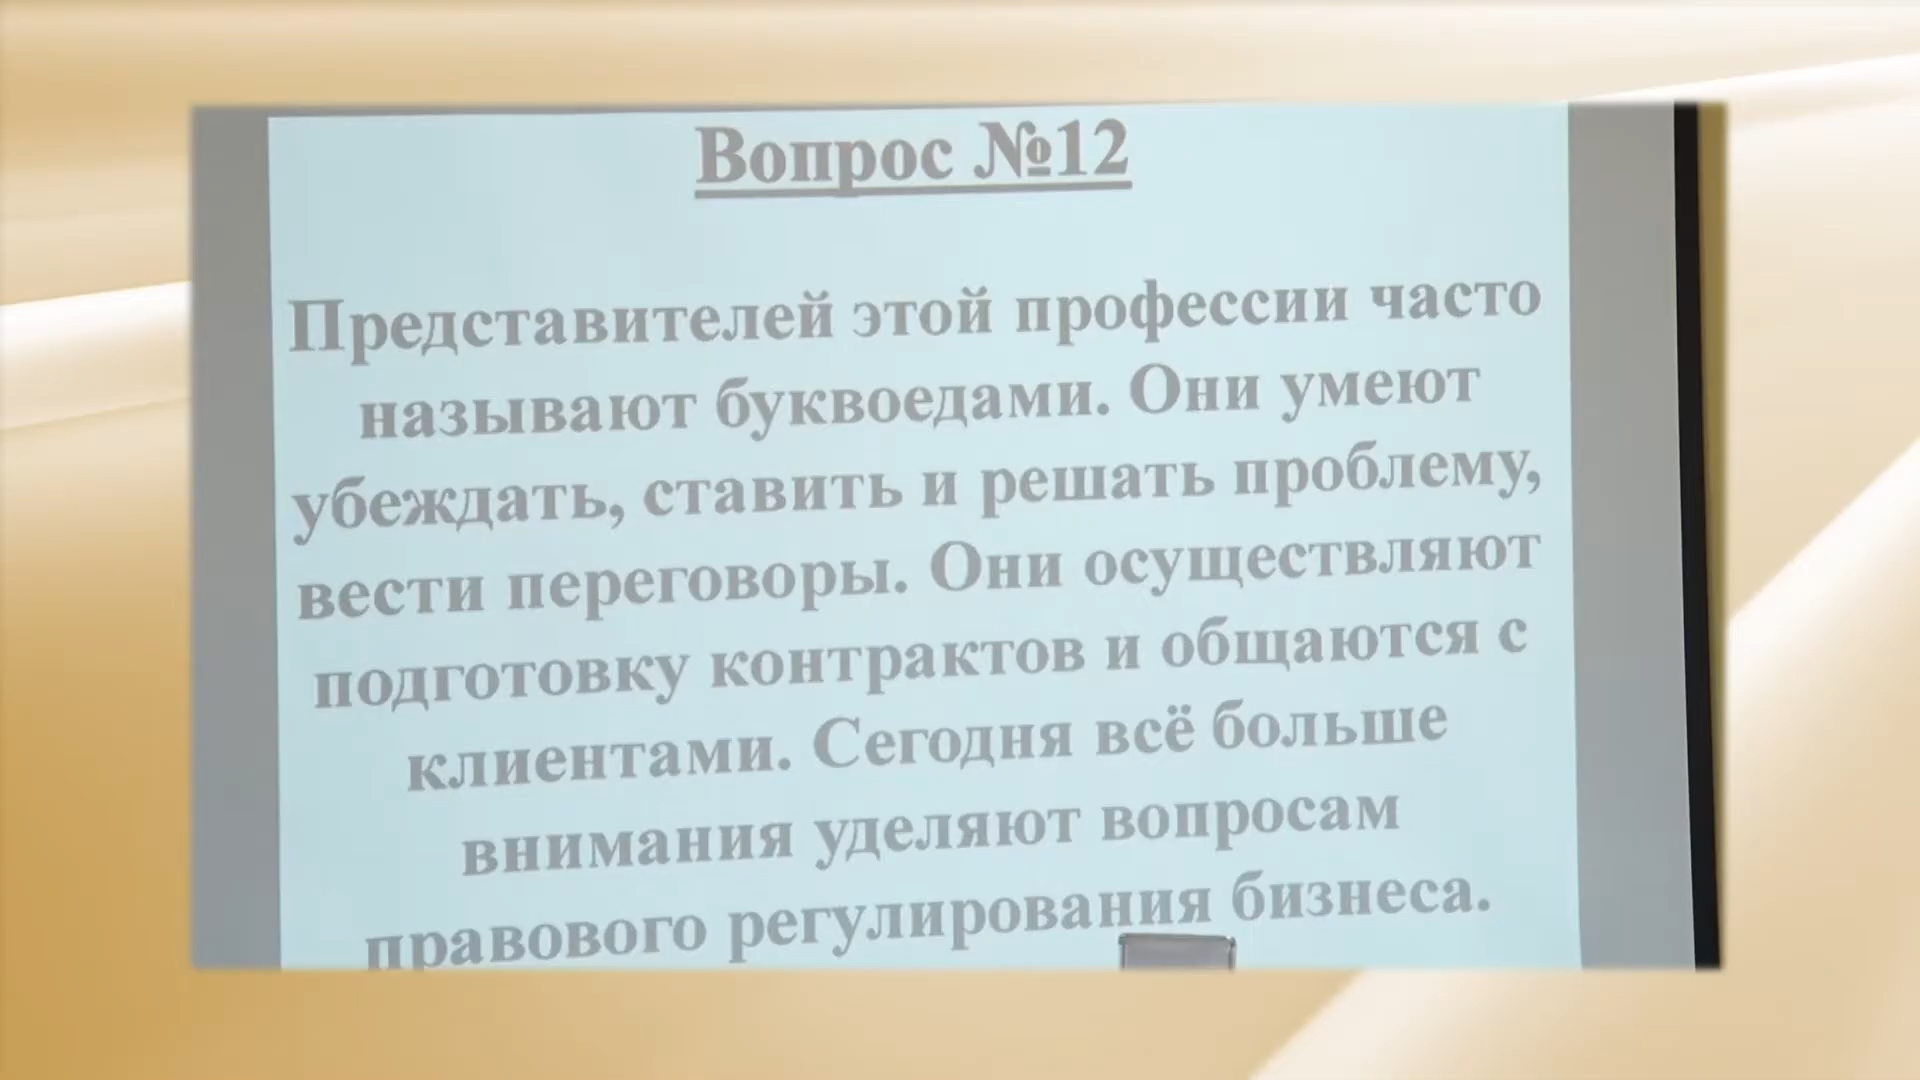 Вопрос №12
Представителей этой профессии часто
называют буквоедами. Они умеют
убеждать, ставить и решать проблему,
вести переговоры. Они осуществляют
подготовку контрактов и общаются с
клиентами. Сегодня всё больше
внимания уделяют вопросам
правового регулирования бизнеса.